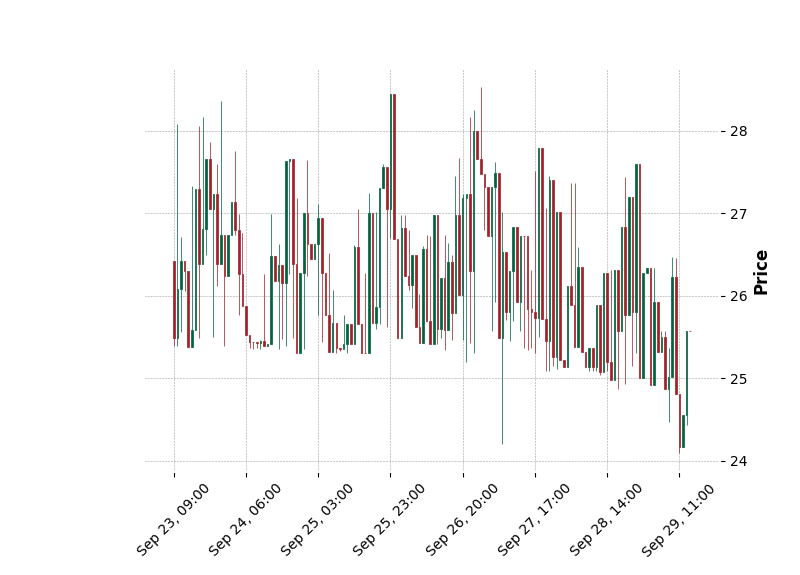 28
27
26
25
24
Price
Sep 23, 09:00
Sep 24, 06:00
Sep 25, 03:00
Sep 25, 23:00
Sep 26, 20:00
Sep 27, 17:00
Sep 28, 14:00
Sep 29, 11:00